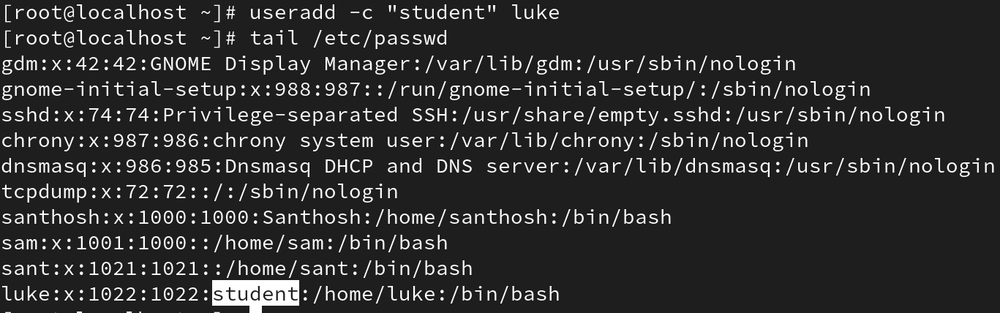 [root@localhost ~]# useradd -c "student" luke
[root@localhost ~]# tail /etc/passwd
gdm:x:42:42:GNOME Display Manager:/var/lib/gdm:/usr/sbin/nologin
gnome-initial-setup:x:988:987::/run/gnome-initial-setup/:/sbin/nologin
sshd:x:74:74:Privilege-separated SSH:/usr/share/empty.sshd:/usr/sbin/nologin
chrony:x:987:986:chrony system user:/var/lib/chrony:/sbin/nologin
dnsmasq:x:986:985:Dnsmasq DHCP and DNS server:/var/lib/dnsmasq:/usr/sbin/nologin
tcpdump:x:72:72::/:/sbin/nologin
santhosh:x:1000:1000:Santhosh:/home/santhosh:/bin/bash
sam:x:1001:1000::/home/sam:/bin/bash
sant:x:1021:1021::/home/sant:/bin/bash
luke:x:1022:1022:student:/home/luke:/bin/bash